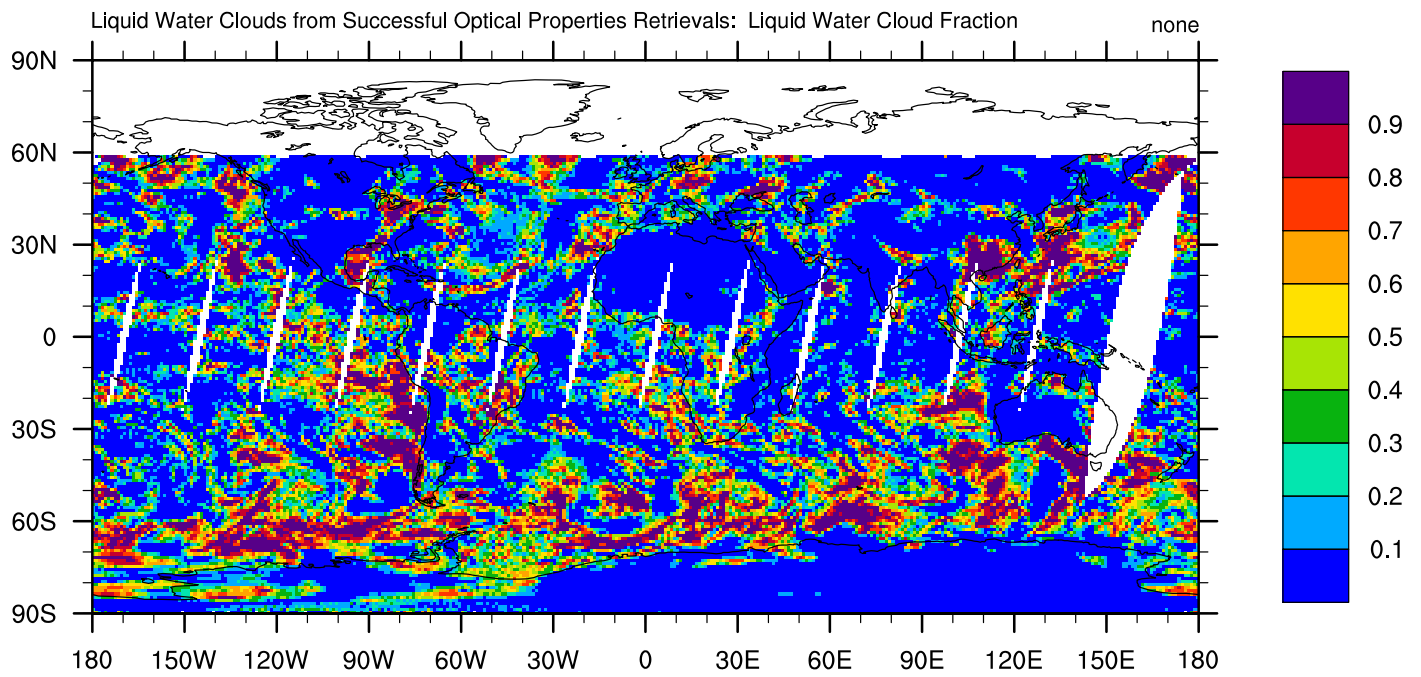 Liquid Water Clouds from Successful Optical Properties Retrievals:  Liquid Water Cloud Fraction
none
90N
60N
30N
0
30S
60S
90S
180 150W 120W 90W 60W 30W 0 30E 60E 90E 120E 150E 180
0.9
0.8
0.7
0.6
0.5
0.4
0.3
0.2
0.1